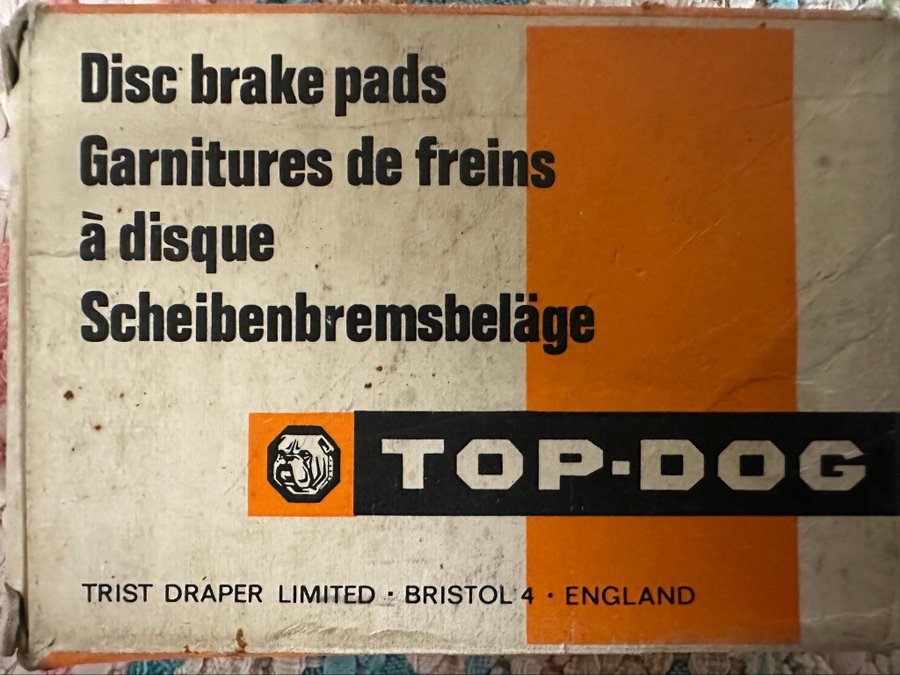 Disc brake pads
Garnitures de freins
à disque
Scheibenbremsbeläge
TOP·DOG
TRIST DRAPER LIMITED · BRISTOL 4 · ENGLAND